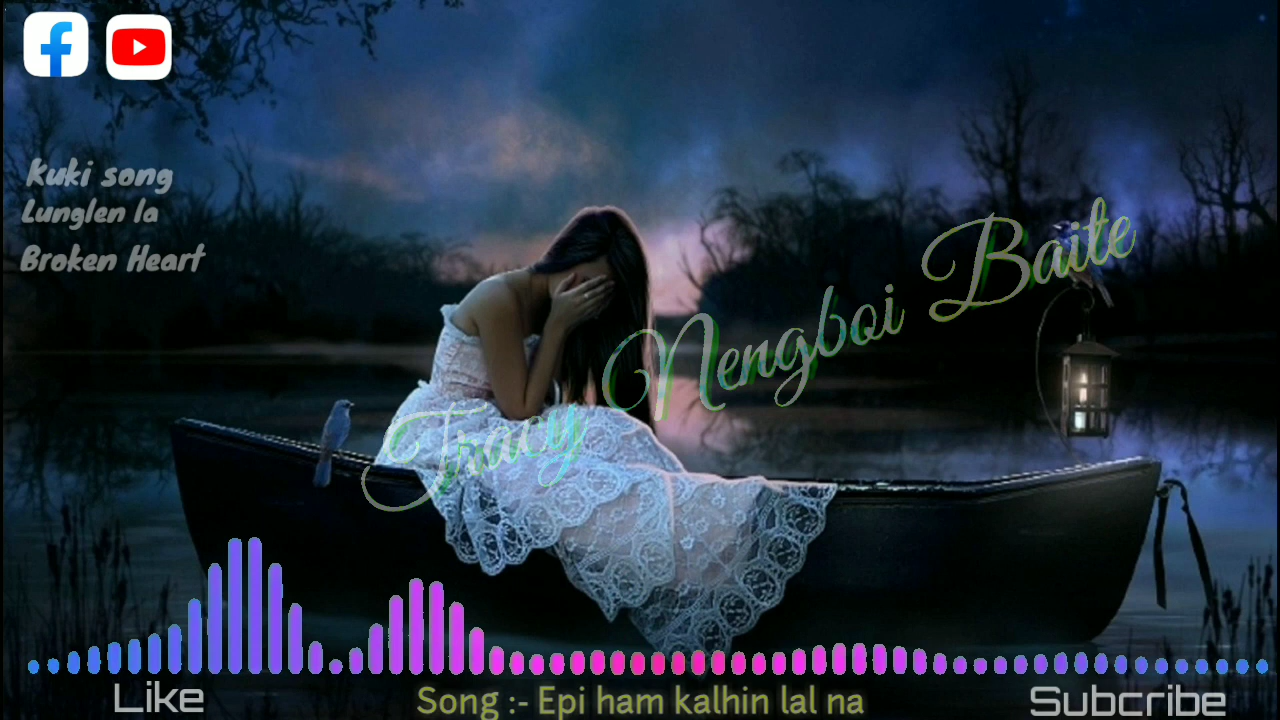 Kuki song
Lunglen la
Broken Heart
Tracy Nengboi Baite
Like
Song :- Epi ham kalhin lal na
Subcribe